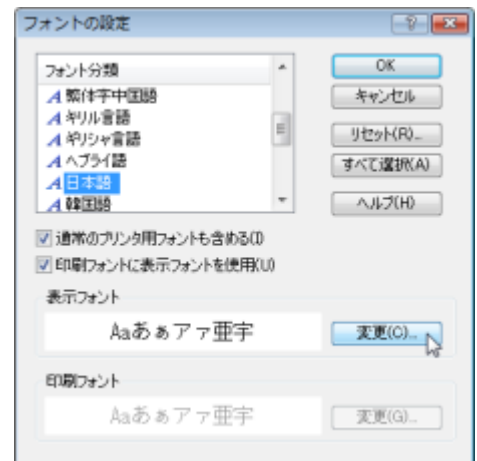 フォントの設定
フォント分類
繁体字中国語
キリル言語
ギリシャ言語
ヘブライ語
日本語
韓国語
OK
キャンセル
リセット(R)...
すべて選択(A)
ヘルプ(H)
通常のプリンタ用フォントも含める(I)
印刷フォントに表示フォントを使用(U)
表示フォント
Aaあぁアァ亜宇
変更(C)...
印刷フォント
Aaあぁアァ亜宇
変更(G)...